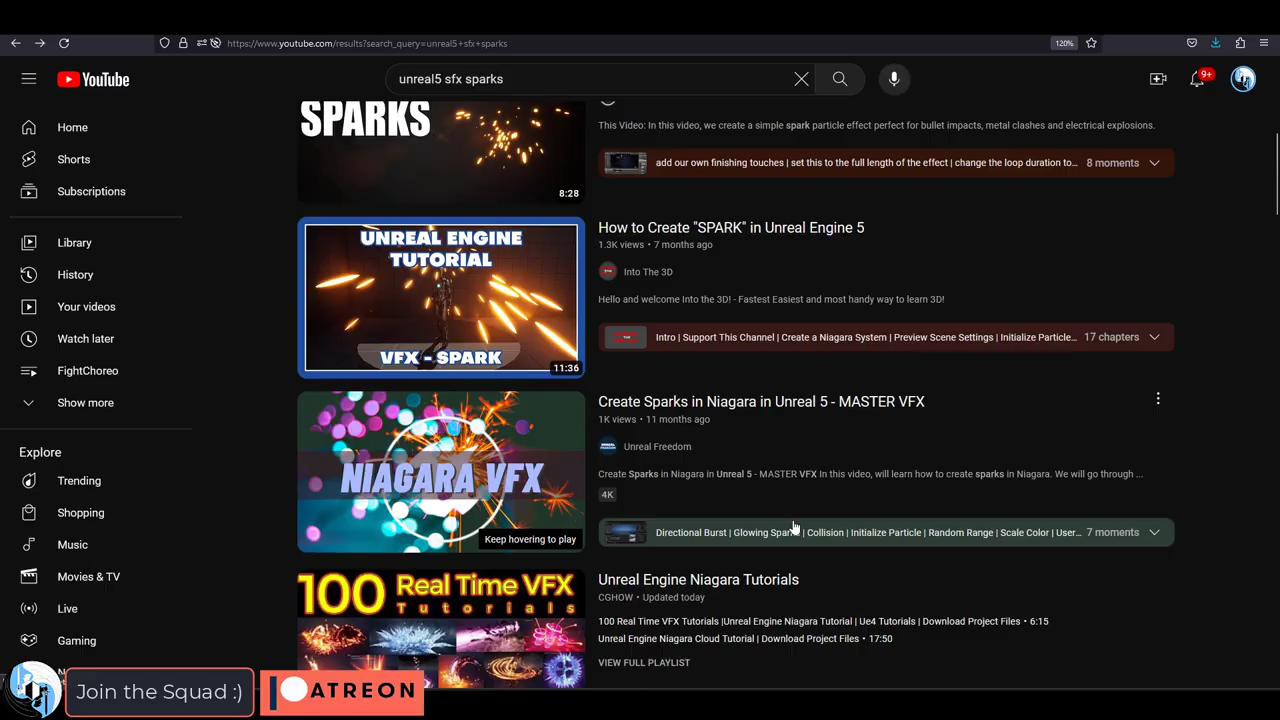 https://www.youtube.com/results?search_query=unreal5+sfx+sparks
120%
YouTube
unreal5 sfx sparks
9+
Home
Shorts
Subscriptions
Library
History
Your videos
Watch later
FightChoreo
Show more
Explore
Trending
Shopping
Music
Movies & TV
Live
Gaming
SPARKS
8:28
This Video: In this video, we create a simple spark particle effect perfect for bullet impacts, metal clashes and electrical explosions.
add our own finishing touches | set this to the full length of the effect | change the loop duration to...
8 moments
UNREAL ENGINE
TUTORIAL
VFX - SPARK
11:36
How to Create "SPARK" in Unreal Engine 5
1.3K views • 7 months ago
Into The 3D
Hello and welcome Into the 3D! - Fastest Easiest and most handy way to learn 3D!
Intro | Support This Channel | Create a Niagara System | Preview Scene Settings | Initialize Particle...
17 chapters
NIAGARA VFX
Keep hovering to play
Create Sparks in Niagara in Unreal 5 - MASTER VFX
1K views • 11 months ago
Unreal Freedom
Create Sparks in Niagara in Unreal 5 - MASTER VFX In this video, will learn how to create sparks in Niagara. We will go through ...
4K
Directional Burst | Glowing | Collision | Initialize Particle | Random Range | Scale Color | User...
7 moments
100 Real Time VFX
Tutorials
Unreal Engine Niagara Tutorials
CGHOW • Updated today
100 Real Time VFX Tutorials |Unreal Engine Niagara Tutorial | Ue4 Tutorials | Download Project Files • 6:15
Unreal Engine Niagara Cloud Tutorial | Download Project Files • 17:50
VIEW FULL PLAYLIST
Join the Squad :)
PATREON